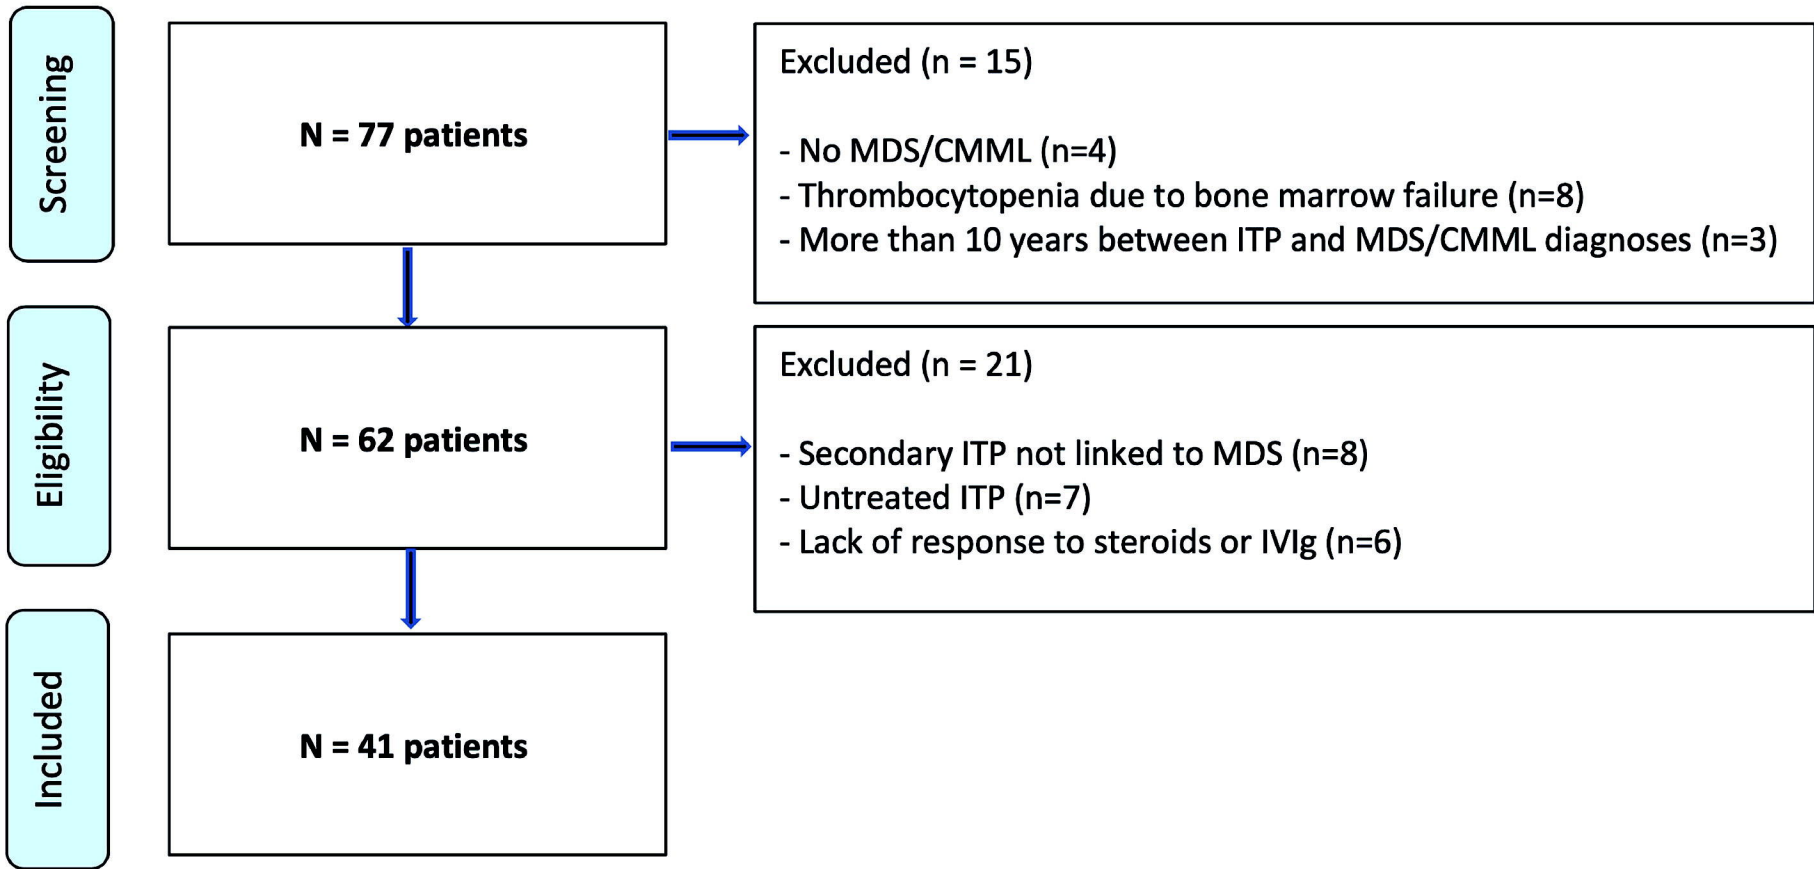 Screening
N = 77 patients
Excluded (n = 15)
- No MDS/CMML (n=4)
- Thrombocytopenia due to bone marrow failure (n=8)
- More than 10 years between ITP and MDS/CMML diagnoses (n=3)
Eligibility
N = 62 patients
Excluded (n = 21)
- Secondary ITP not linked to MDS (n=8)
- Untreated ITP (n=7)
- Lack of response to steroids or IVIg (n=6)
Included
N = 41 patients